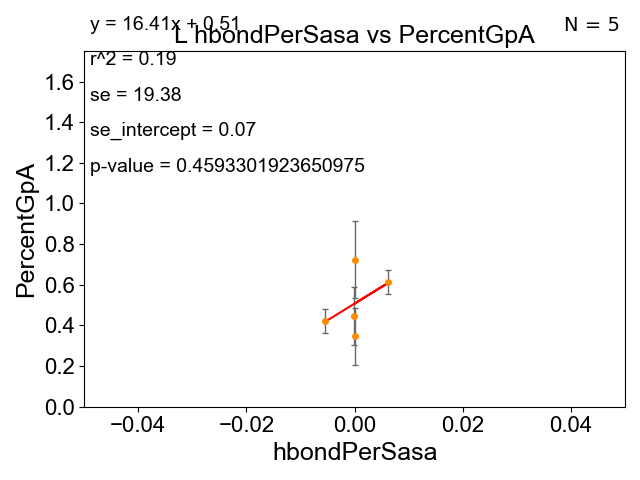 y = 16.41x + 0.51
N = 5
L hbondPerSasa vs PercentGpA
r^2 = 0.19
se = 19.38
se_intercept = 0.07
p-value = 0.4593301923650975
PercentGpA
1.6
1.4
1.2
1.0
0.8
0.6
0.4
0.2
0.0
−0.04 −0.02 0.00 0.02 0.04
hbondPerSasa